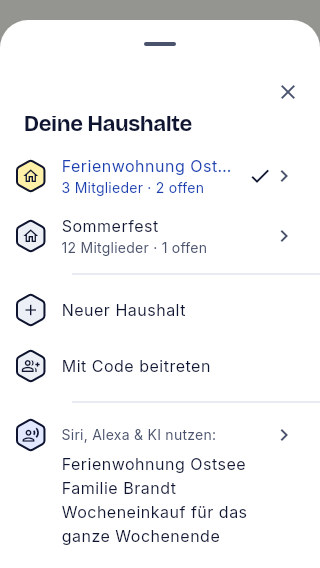 Deine Haushalte
Ferienwohnung Ost...
3 Mitglieder · 2 offen
Sommerfest
12 Mitglieder · 1 offen
Neuer Haushalt
Mit Code beitreten
Siri, Alexa & KI nutzen:
Ferienwohnung Ostsee
Familie Brandt
Wocheneinkauf für das
ganze Wochenende